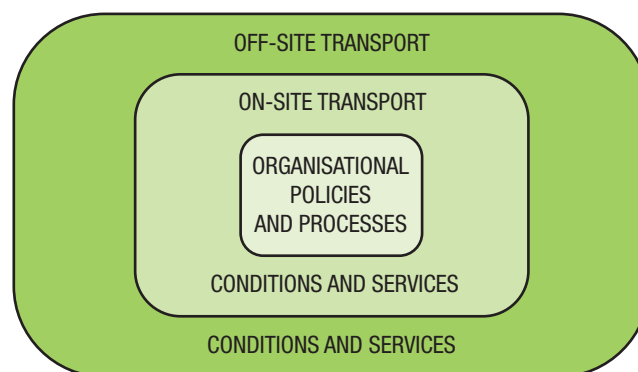 OFF-SITE TRANSPORT
ON-SITE TRANSPORT
ORGANISATIONAL
POLICIES
AND PROCESSES
CONDITIONS AND SERVICES
CONDITIONS AND SERVICES